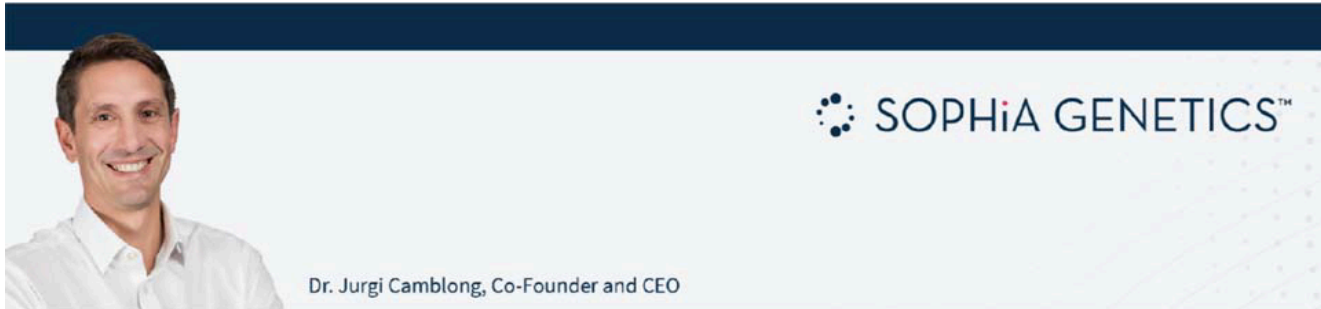 SOPHiA GENETICS™
Dr. Jurgi Camblong, Co-Founder and CEO